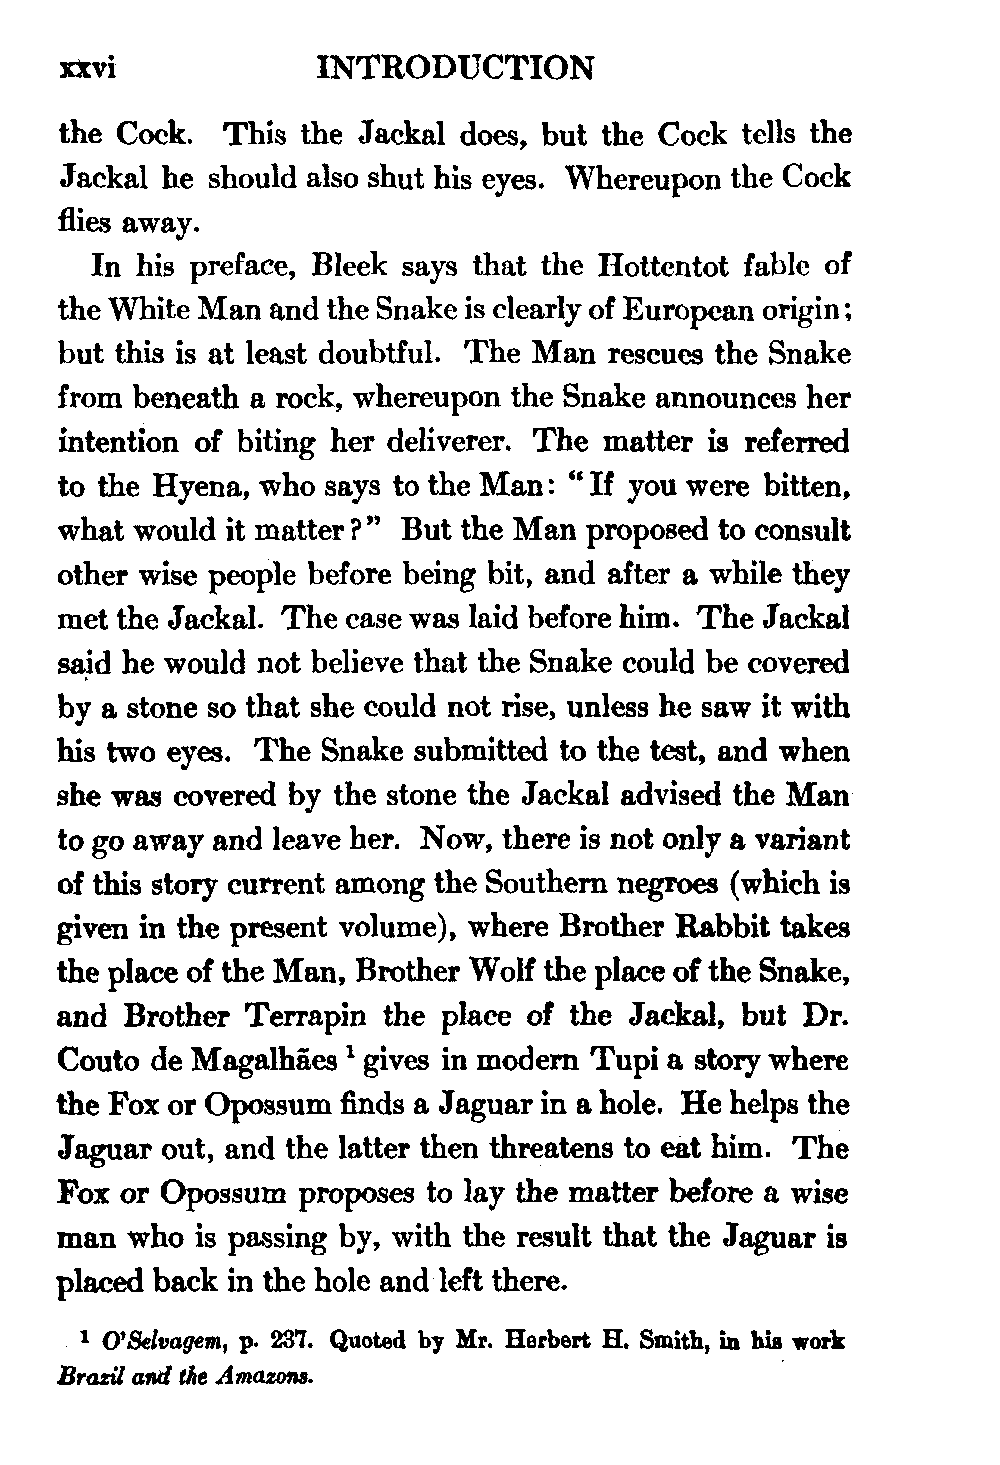 xxvi INTRODUCTION
the Cock. This the Jackal does, but the Cock tells the
Jackal he should also shut his eyes. Whereupon the Cock
flies away.
In his preface, Bleek says that the Hottentot fable of
the White Man and the Snake is clearly of European origin;
but this is at least doubtful. The Man rescues the Snake
from beneath a rock, whereupon the Snake announces her
intention of biting her deliverer. The matter is referred
to the Hyena, who says to the Man: “If you were bitten,
what would it matter?” But the Man proposed to consult
other wise people before being bit, and after a while they
met the Jackal. The case was laid before him. The Jackal
said he would not believe that the Snake could be covered
by a stone so that she could not rise, unless he saw it with
his two eyes. The Snake submitted to the test, and when
she was covered by the stone the Jackal advised the Man
to go away and leave her. Now, there is not only a variant
of this story current among the Southern negroes (which is
given in the present volume), where Brother Rabbit takes
the place of the Man, Brother Wolf the place of the Snake,
and Brother Terrapin the place of the Jackal, but Dr.
Couto de Magalhães ¹ gives in modern Tupi a story where
the Fox or Opossum finds a Jaguar in a hole. He helps the
Jaguar out, and the latter then threatens to eat him. The
Fox or Opossum proposes to lay the matter before a wise
man who is passing by, with the result that the Jaguar is
placed back in the hole and left there.
¹ O’Selvagem, p. 237. Quoted by Mr. Herbert H. Smith, in his work
Brazil and the Amazons.